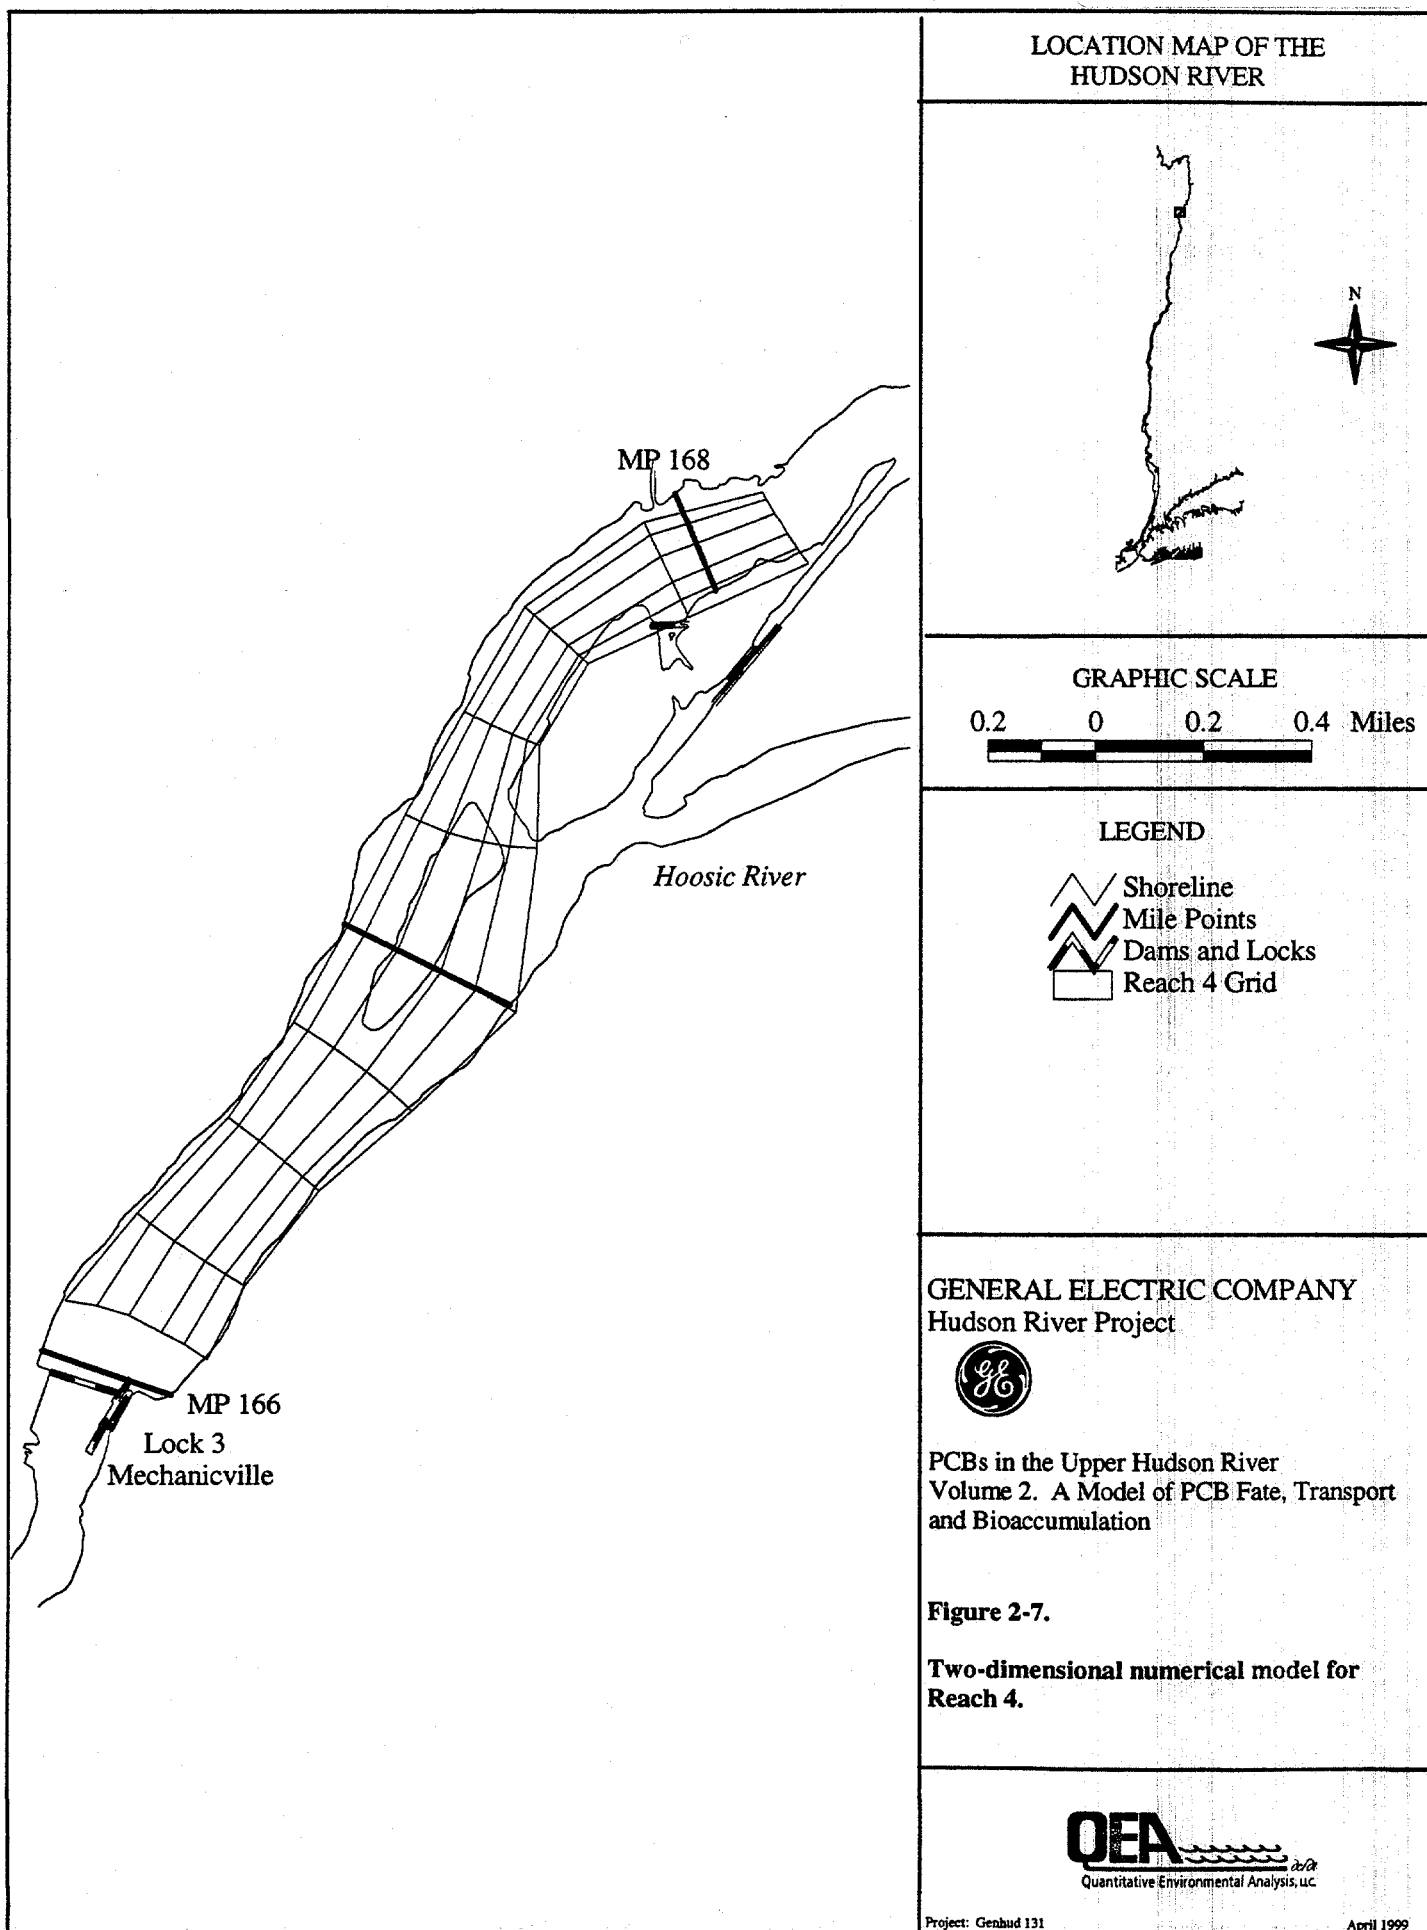 LOCATION MAP OF THE
HUDSON RIVER
N
GRAPHIC SCALE
0.2 0 0.2 0.4 Miles
LEGEND
Shoreline
Mile Points
Dams and Locks
Reach 4 Grid
MP 168
Hoosic River
MP 166
Lock 3
Mechanicville
GENERAL ELECTRIC COMPANY
Hudson River Project
GE
PCBs in the Upper Hudson River
Volume 2. A Model of PCB Fate, Transport
and Bioaccumulation
Figure 2-7.
Two-dimensional numerical model for
Reach 4.
QEA
Quantitative Environmental Analysis, LLC
Project: Genhud 131
April 1999